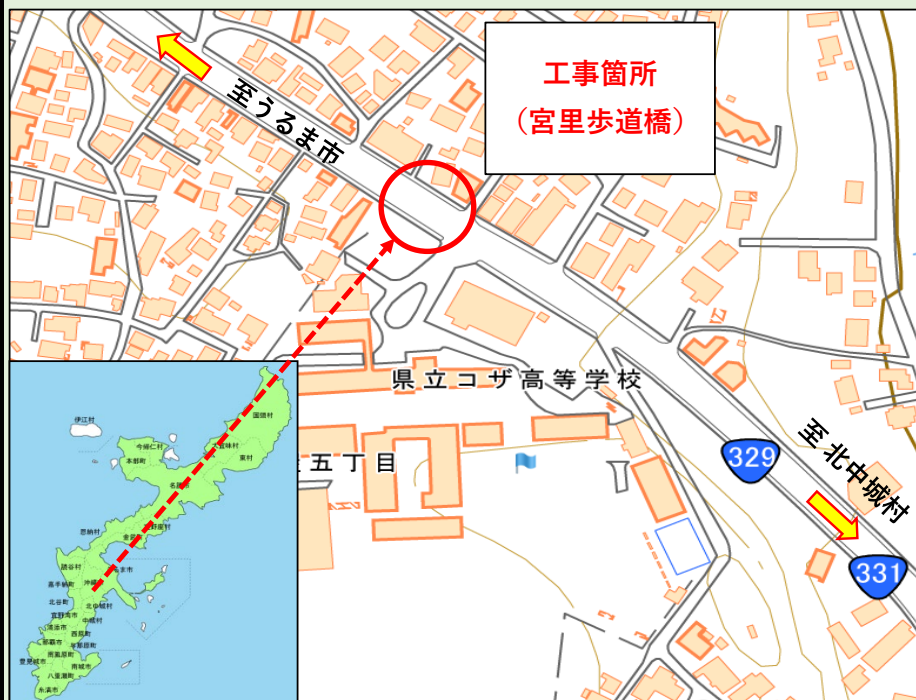 工事箇所
（宮里歩道橋）
至うるま市
県立コザ高等学校
五丁目
329
至 北中城村
331
国頭村
伊江村
今帰仁村
大宜味村
本部町
東村
名護市
恩納村
宜野座村
金武町
読谷村
うるま市
嘉手納町
沖縄市
北谷町
北中城村
宜野湾市
中城村
浦添市
西原町
那覇市
与那原町
南風原町
豊見城市
南城市
八重瀬町
糸満市